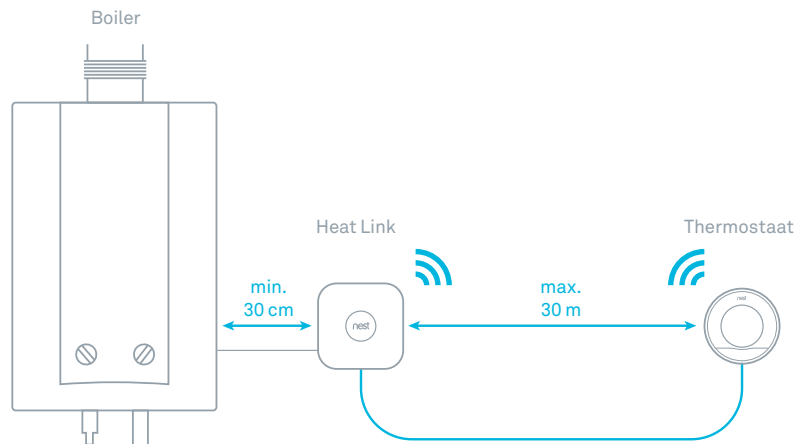 Boiler
Heat Link
Thermostaat
min.
30 cm
max.
30 m
nest
nest